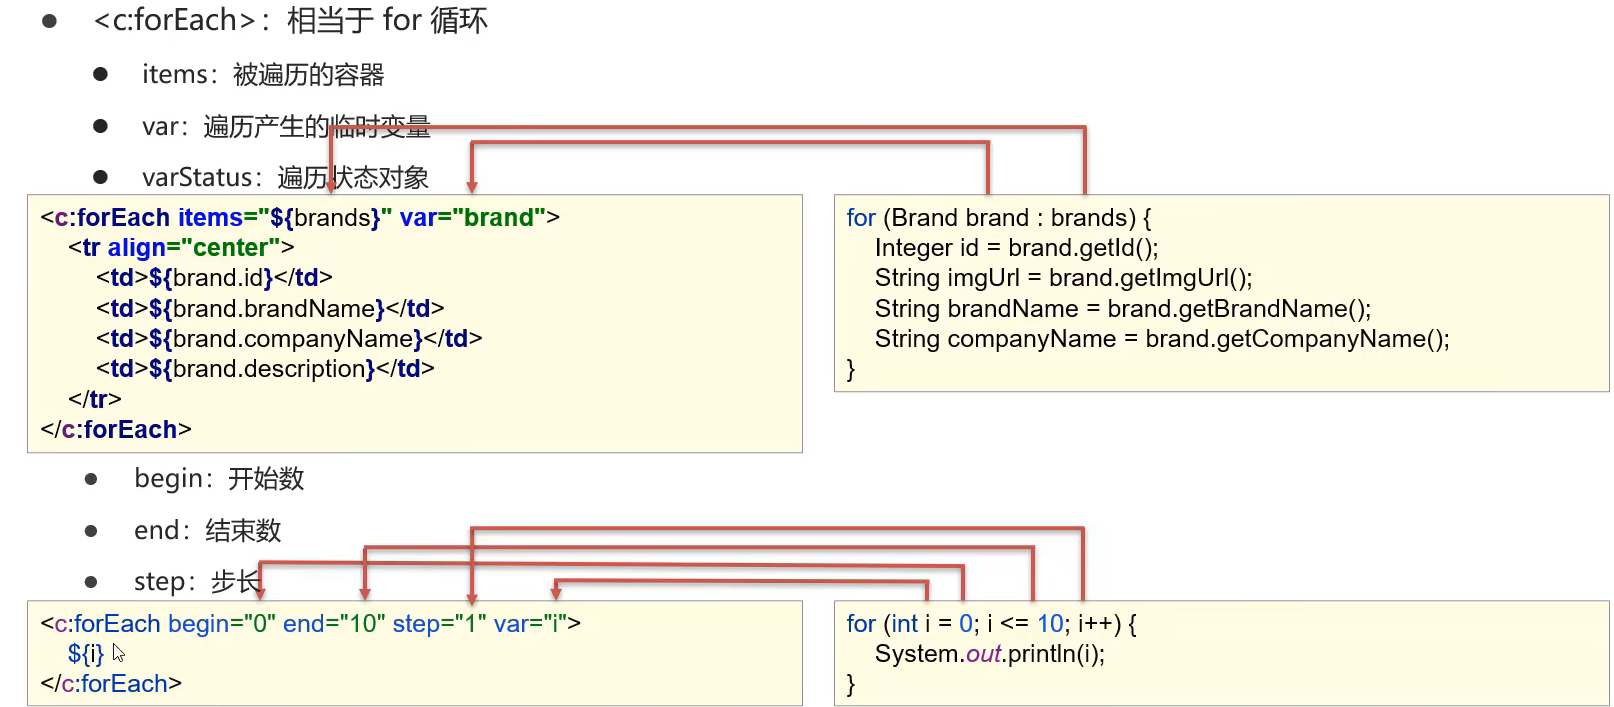 ● <c:forEach>：相当于 for 循环
● items：被遍历的容器
● var：遍历产生的临时变量
● varStatus：遍历状态对象
<c:forEach items="${brands}" var="brand">
<tr align="center">
<td>${brand.id}</td>
<td>${brand.brandName}</td>
<td>${brand.companyName}</td>
<td>${brand.description}</td>
</tr>
</c:forEach>
for (Brand brand : brands) {
Integer id = brand.getId();
String imgUrl = brand.getImgUrl();
String brandName = brand.getBrandName();
String companyName = brand.getCompanyName();
}
● begin：开始数
● end：结束数
● step：步长
<c:forEach begin="0" end="10" step="1" var="i">
${i}
</c:forEach>
for (int i = 0; i <= 10; i++) {
System.out.println(i);
}